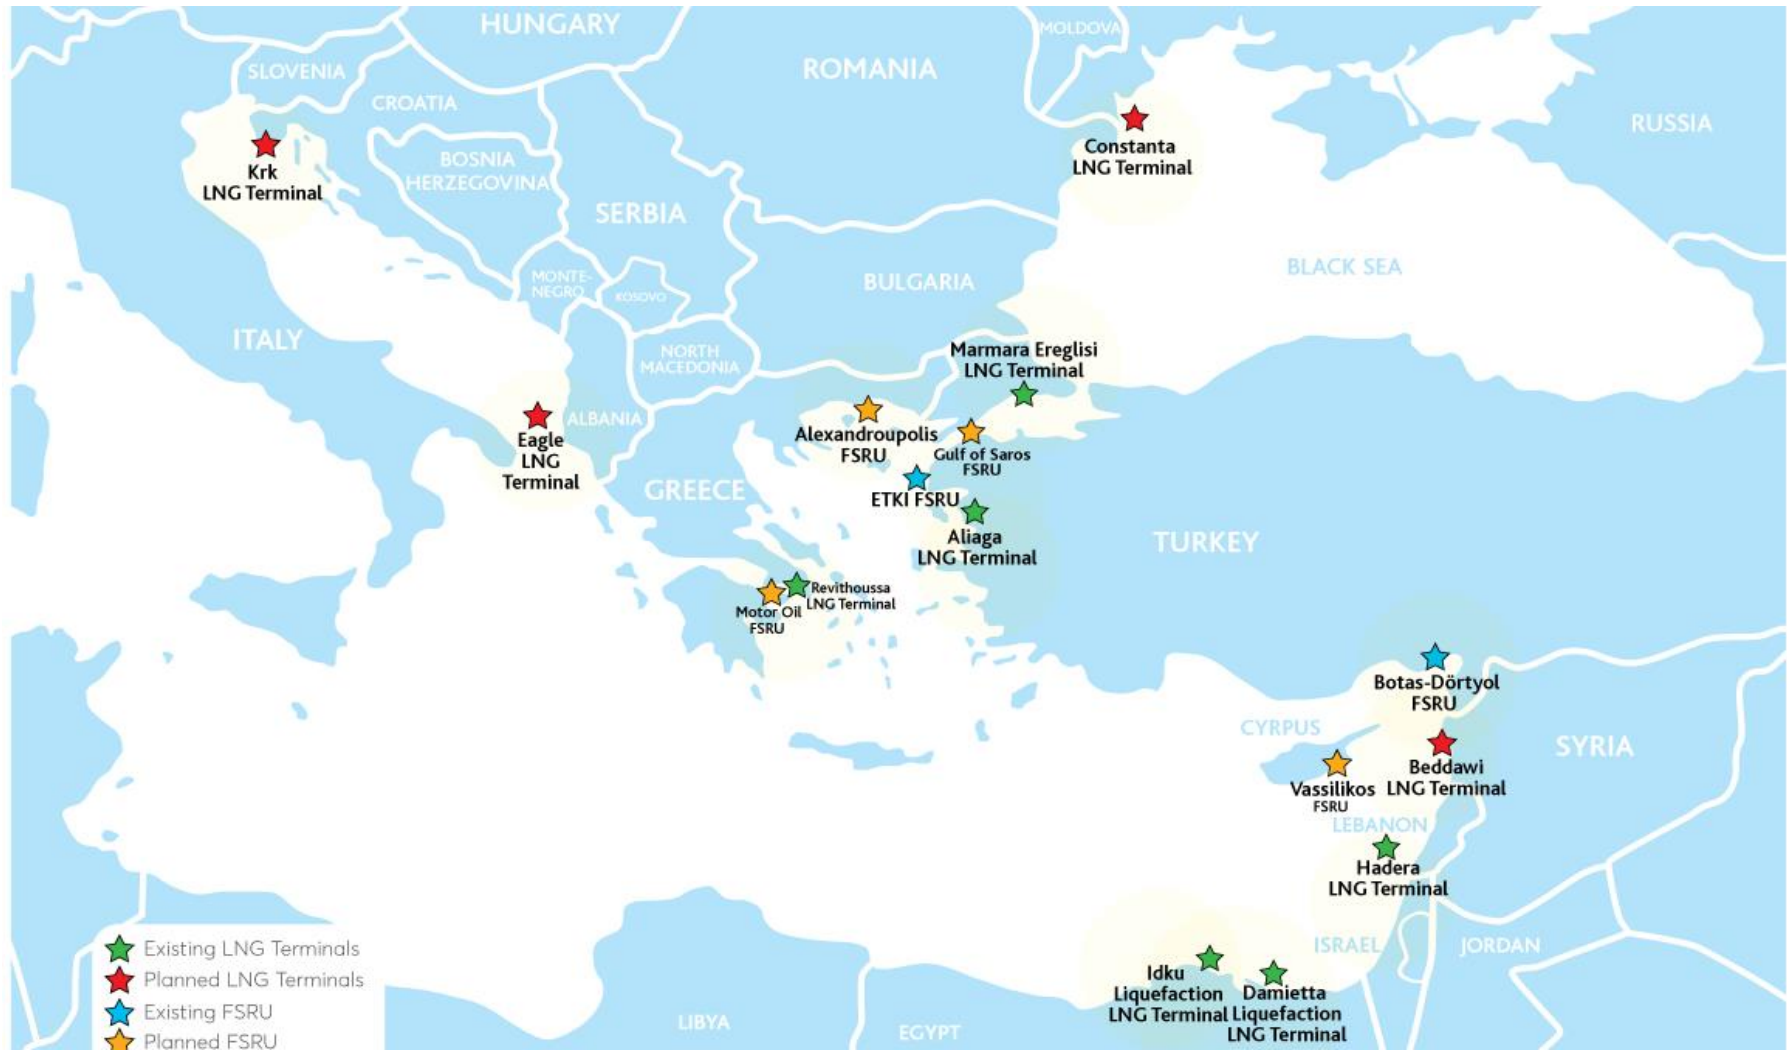 HUNGARY
MOLDOVA
SLOVENIA
ROMANIA
CROATIA
RUSSIA
Constanta
LNG Terminal
Krk
LNG Terminal
BOSNIA
HERZEGOVINA
SERBIA
BLACK SEA
MONTE-
NEGRO
KOSOVO
BULGARIA
ITALY
NORTH
MACEDONIA
Marmara Ereglisi
LNG Terminal
ALBANIA
Eagle
LNG
Terminal
Alexandroupolis
FSRU
Gulf of Saros
FSRU
GREECE
ETKI FSRU
Aliaga
LNG Terminal
TURKEY
Revithoussa
LNG Terminal
Motor Oil
FSRU
Botas-Dörtyol
FSRU
CYRPUS
SYRIA
Vassilikos
FSRU
Beddawi
LNG Terminal
LEBANON
Hadera
LNG Terminal
ISRAEL
JORDAN
Idku
Liquefaction
LNG Terminal
Damietta
Liquefaction
LNG Terminal
LIBYA
EGYPT
Existing LNG Terminals
Planned LNG Terminals
Existing FSRU
Planned FSRU